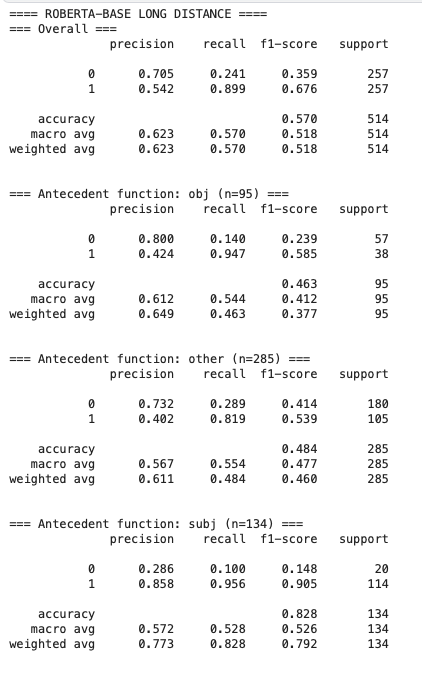 ==== ROBERTA-BASE LONG DISTANCE ====
=== Overall ===
              precision    recall  f1-score   support

           0      0.705     0.241     0.359       257
           1      0.542     0.899     0.676       257

    accuracy                          0.570       514
   macro avg      0.623     0.570     0.518       514
weighted avg      0.623     0.570     0.518       514

=== Antecedent function: obj (n=95) ===
              precision    recall  f1-score   support

           0      0.800     0.140     0.239        57
           1      0.424     0.947     0.585        38

    accuracy                          0.463        95
   macro avg      0.612     0.544     0.412        95
weighted avg      0.649     0.463     0.377        95

=== Antecedent function: other (n=285) ===
              precision    recall  f1-score   support

           0      0.732     0.289     0.414       180
           1      0.402     0.819     0.539       105

    accuracy                          0.484       285
   macro avg      0.567     0.554     0.477       285
weighted avg      0.611     0.484     0.460       285

=== Antecedent function: subj (n=134) ===
              precision    recall  f1-score   support

           0      0.286     0.100     0.148        20
           1      0.858     0.956     0.905       114

    accuracy                          0.828       134
   macro avg      0.572     0.528     0.526       134
weighted avg      0.773     0.828     0.792       134